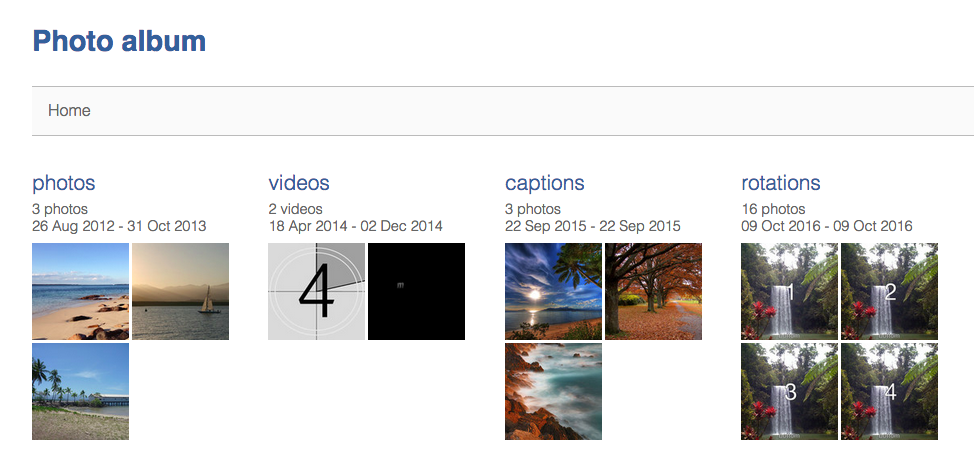 Photo album
Home
photos
3 photos
26 Aug 2012 - 31 Oct 2013
videos
2 videos
18 Apr 2014 - 02 Dec 2014
4
captions
3 photos
22 Sep 2015 - 22 Sep 2015
rotations
16 photos
09 Oct 2016 - 09 Oct 2016
1
2
3
4